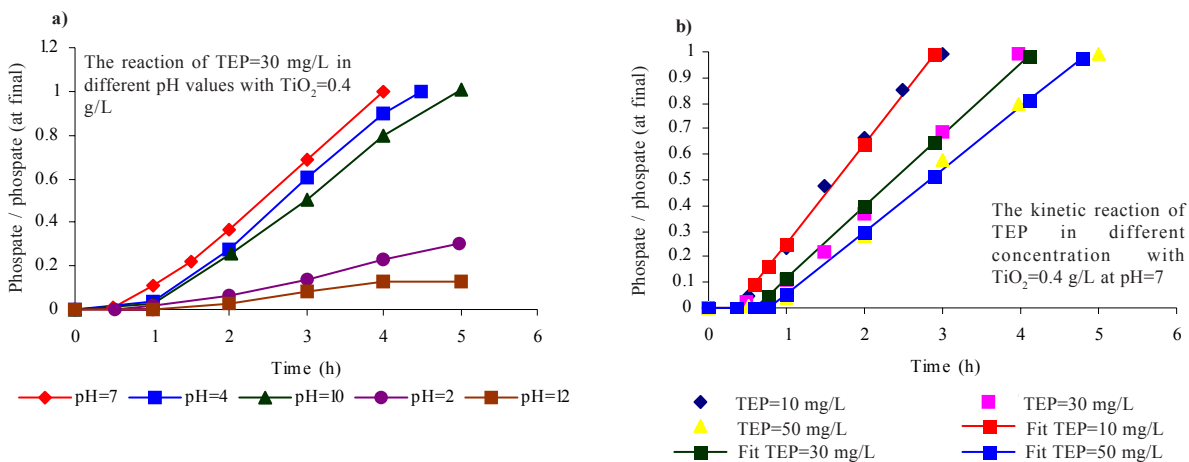 a)
The reaction of TEP=30 mg/L in
different pH values with TiO2=0.4
g/L
Phospate / phospate (at final)
1.2
1
0.8
0.6
0.4
0.2
0
0 1 2 3 4 5 6
Time (h)
pH=7 pH=4 pH=10 pH=2 pH=12
b)
Phospate / phospate (at final)
1
0.9
0.8
0.7
0.6
0.5
0.4
0.3
0.2
0.1
0
The kinetic reaction of
TEP in different
concentration with
TiO2=0.4 g/L at pH=7
0 1 2 3 4 5 6
Time (h)
TEP=10 mg/L TEP=30 mg/L
TEP=50 mg/L Fit TEP=10 mg/L
Fit TEP=30 mg/L Fit TEP=50 mg/L